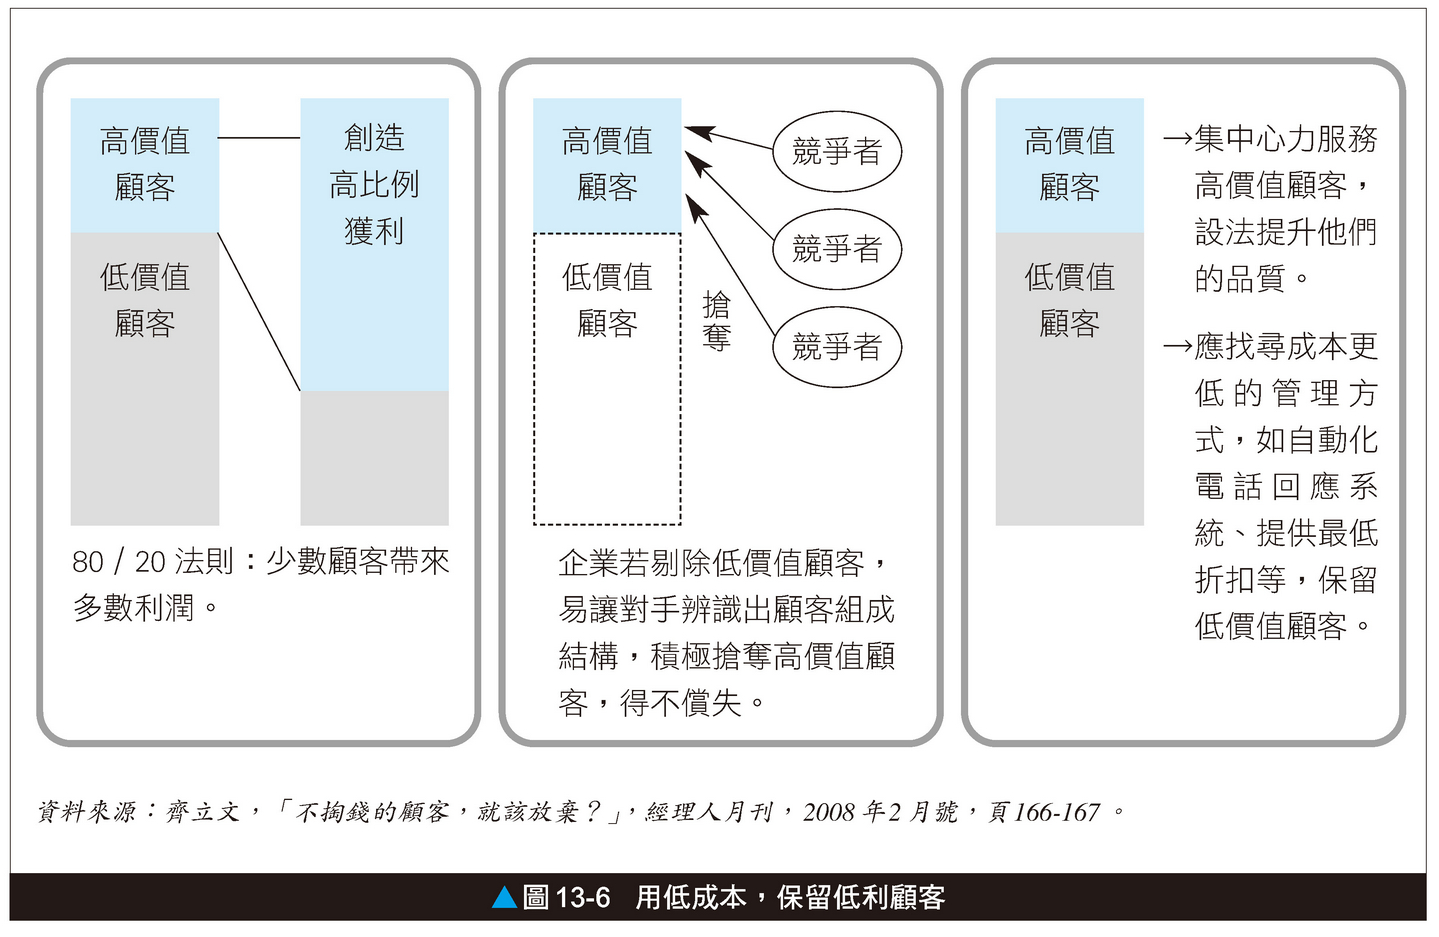 高價值
顧客
低價值
顧客
創造
高比例
獲利
80 / 20 法則：少數顧客帶來
多數利潤。
高價值
顧客
低價值
顧客
搶奪
競爭者
競爭者
競爭者
企業若剔除低價值顧客，
易讓對手辨識出顧客組成
結構，積極搶奪高價值顧
客，得不償失。
高價值
顧客
低價值
顧客
→集中心力服務
高價值顧客，
設法提升他們
的品質。
→應找尋成本更
低的管理方
式，如自動化
電話回應系
統、提供最低
折扣等，保留
低價值顧客。
資料來源：齊立文，「不掏錢的顧客，就該放棄？」，經理人月刊，2008年2月號，頁166-167。
▲圖13-6 用低成本，保留低利顧客